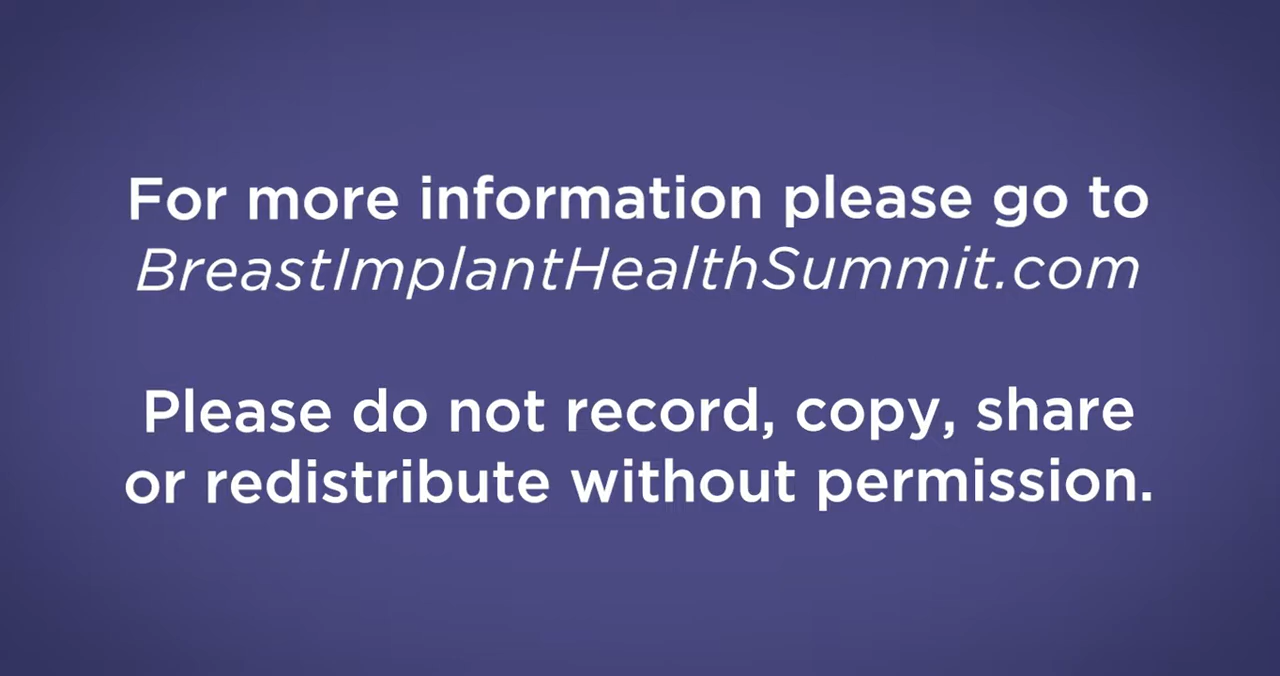 For more information please go to
BreastImplantHealthSummit.com
Please do not record, copy, share
or redistribute without permission.